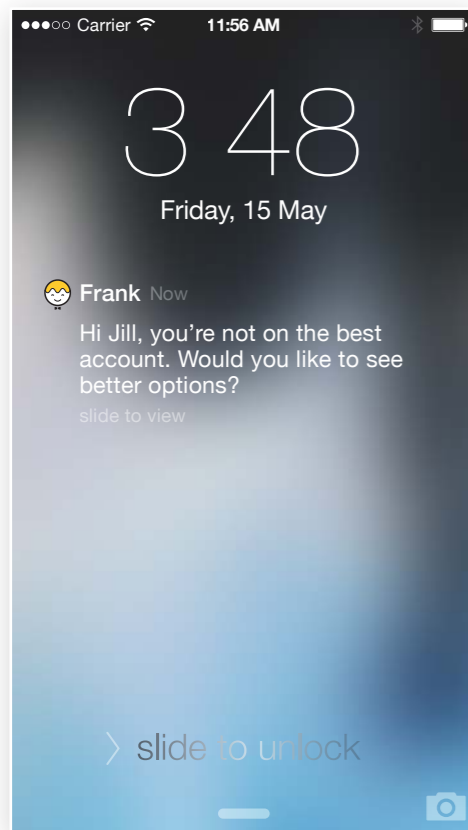 Carrier 11:56 AM
3 48
Friday, 15 May
Frank Now
Hi Jill, you’re not on the best
account. Would you like to see
better options?
slide to view
slide to unlock